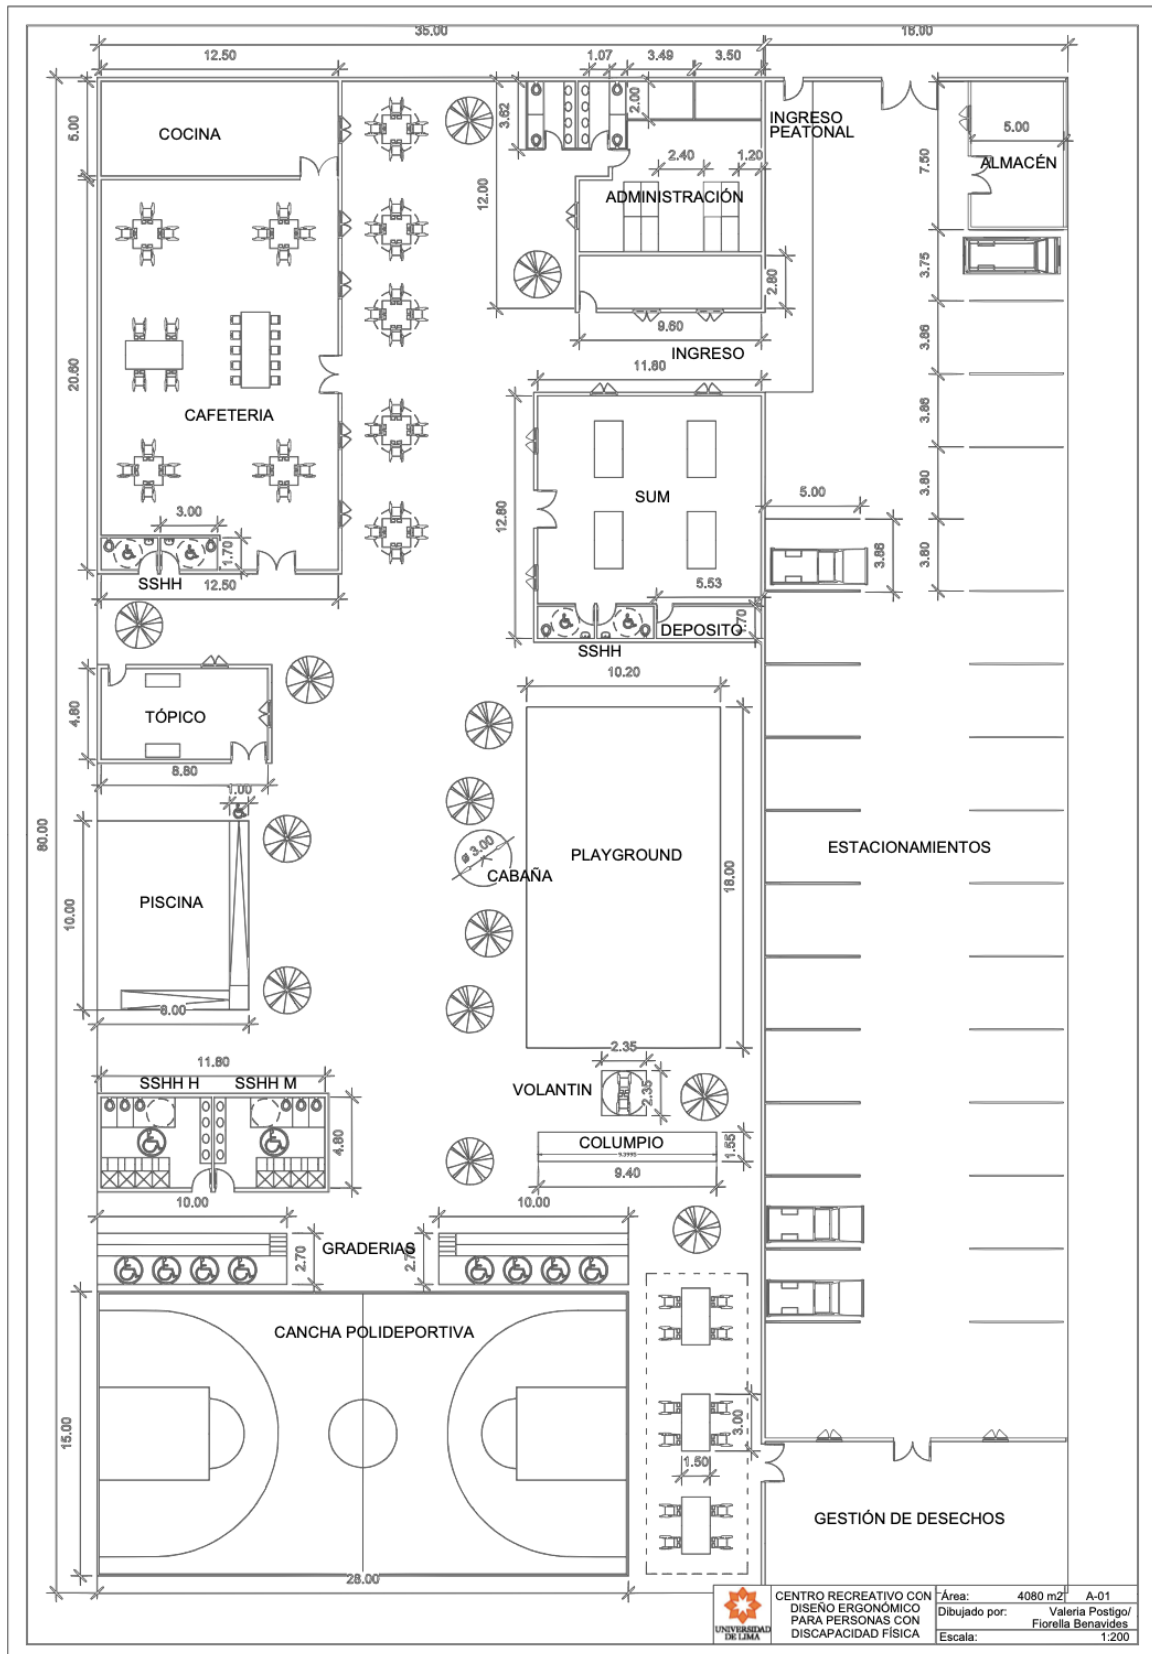 35.00
16.00
12.50
1.07
3.49
3.50
5.00
COCINA
3.62
2.00
INGRESO
PEATONAL
5.00
ALMACÉN
7.50
12.00
2.40
1.20
ADMINISTRACIÓN
3.75
2.80
9.60
INGRESO
3.86
20.60
11.80
CAFETERIA
3.86
3.00
1.70
SSHH
12.50
12.80
SUM
5.00
3.80
3.86
3.80
5.53
DEPOSITO
SSHH
10.20
4.80
TÓPICO
8.80
1.00
80.00
ø 3.00
CABAÑA
PLAYGROUND
18.00
ESTACIONAMIENTOS
10.00
PISCINA
8.00
11.80
SSHH H
SSHH M
4.80
2.35
VOLANTIN
2.35
COLUMPIO
1.55
9.40
10.00
10.00
GRADERIAS
2.70
CANCHA POLIDEPORTIVA
15.00
3.00
1.50
28.00
GESTIÓN DE DESECHOS
UNIVERSIDAD
DE LIMA
CENTRO RECREATIVO CON
DISEÑO ERGONÓMICO
PARA PERSONAS CON
DISCAPACIDAD FÍSICA
Área: 4080 m2 A-01
Dibujado por: Valeria Postigo/
Fiorella Benavides
Escala: 1:200